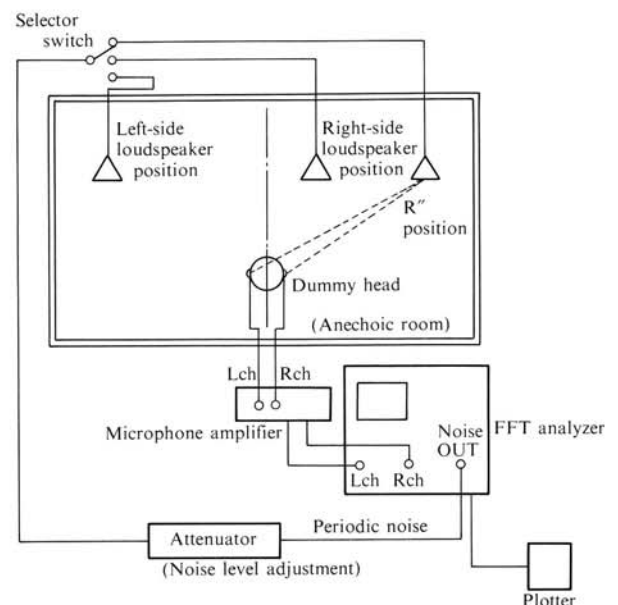 Selector
switch
Left-side
loudspeaker
position
Right-side
loudspeaker
position
R″
position
Dummy head
(Anechoic room)
Lch Rch
Microphone amplifier
FFT analyzer
Noise
OUT
Lch Rch
Periodic noise
Attenuator
(Noise level adjustment)
Plotter